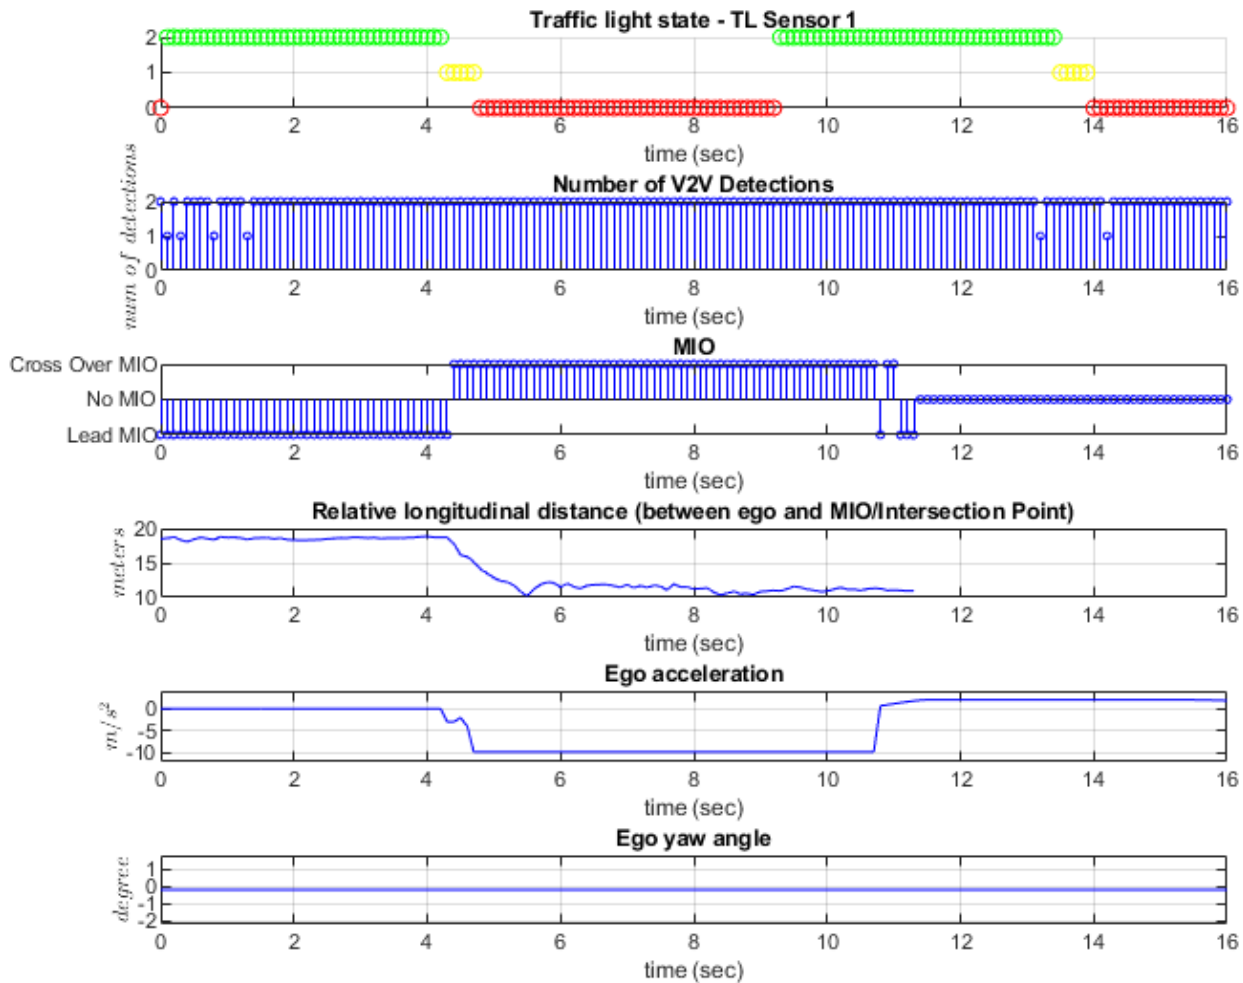 Traffic light state - TL Sensor 1
2
1
0
0 2 4 6 8 10 12 14 16
time (sec)
Number of V2V Detections
num of detections
2
1
0
0 2 4 6 8 10 12 14 16
time (sec)
MIO
Cross Over MIO
No MIO
Lead MIO
0 2 4 6 8 10 12 14 16
time (sec)
Relative longitudinal distance (between ego and MIO/Intersection Point)
meters
20
15
10
0 2 4 6 8 10 12 14 16
time (sec)
Ego acceleration
m/s²
0
-5
-10
0 2 4 6 8 10 12 14 16
time (sec)
Ego yaw angle
degree
1
0
-1
-2
0 2 4 6 8 10 12 14 16
time (sec)